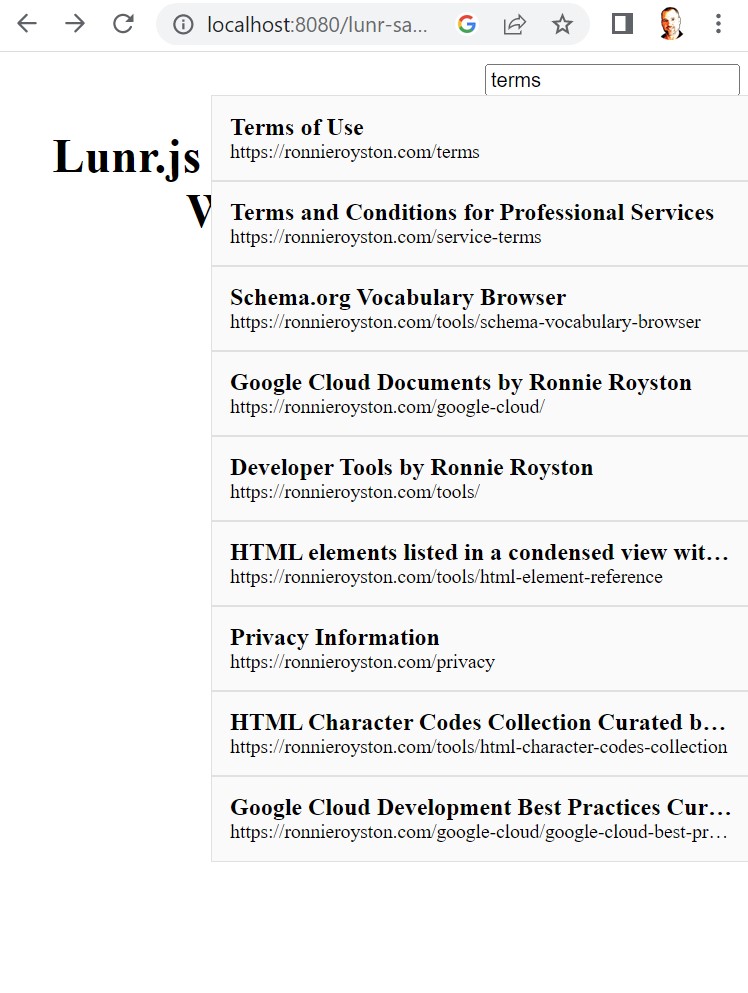 localhost:8080/lunr-sa...
terms
Lunr.js
Terms of Use
https://ronnieroyston.com/terms
Terms and Conditions for Professional Services
https://ronnieroyston.com/service-terms
Schema.org Vocabulary Browser
https://ronnieroyston.com/tools/schema-vocabulary-browser
Google Cloud Documents by Ronnie Royston
https://ronnieroyston.com/google-cloud/
Developer Tools by Ronnie Royston
https://ronnieroyston.com/tools/
HTML elements listed in a condensed view wit…
https://ronnieroyston.com/tools/html-element-reference
Privacy Information
https://ronnieroyston.com/privacy
HTML Character Codes Collection Curated b…
https://ronnieroyston.com/tools/html-character-codes-collection
Google Cloud Development Best Practices Cur…
https://ronnieroyston.com/google-cloud/google-cloud-best-pr…